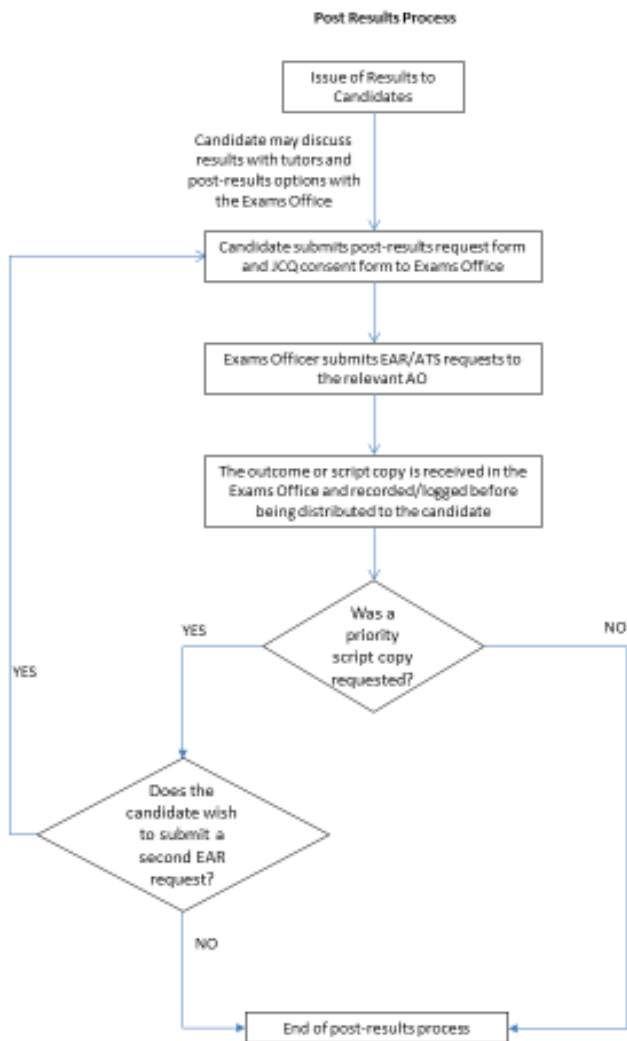 Post Results Process
Issue of Results to
Candidates
Candidate may discuss
results with tutors and
post-results options with
the Exams Office
Candidate submits post-results request form
and JCQ consent form to Exams Office
Exams Officer submits EAR/ATS requests to
the relevant AO
The outcome or script copy is received in the
Exams Office and recorded/logged before
being distributed to the candidate
Was a
priority
script copy
requested?
YES
NO
YES
Does the
candidate wish
to submit a
second EAR
request?
NO
End of post-results process